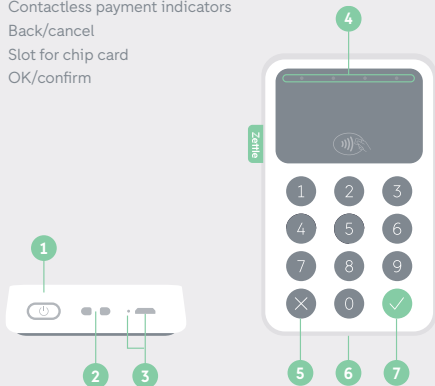 Contactless payment indicators
Back/cancel
Slot for chip card
OK/confirm
4
Zettle
1 2 3
4 5 6
7 8 9
0
1
2
3
5
6
7